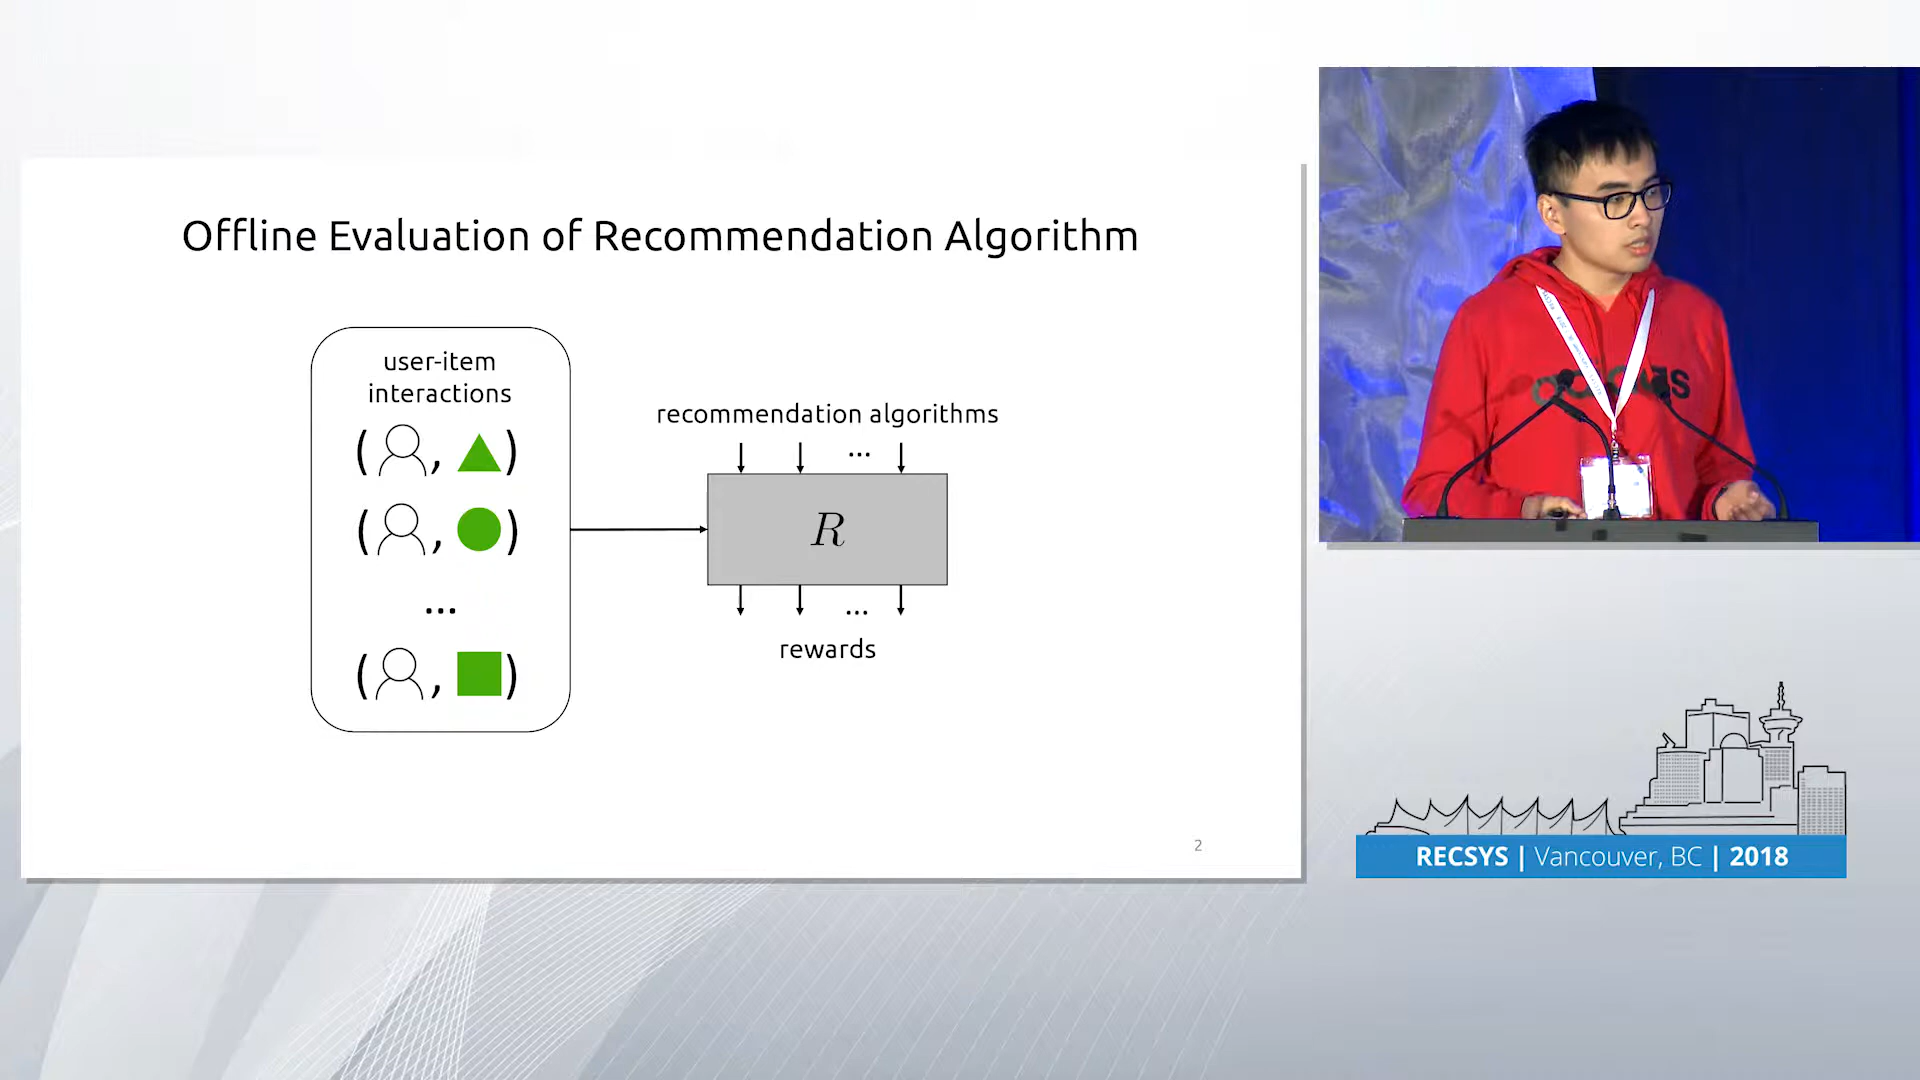 Offline Evaluation of Recommendation Algorithm
user-item
interactions
( , )
( , )
...
( , )
recommendation algorithms
...
R
...
rewards
2
RECSYS | Vancouver, BC | 2018